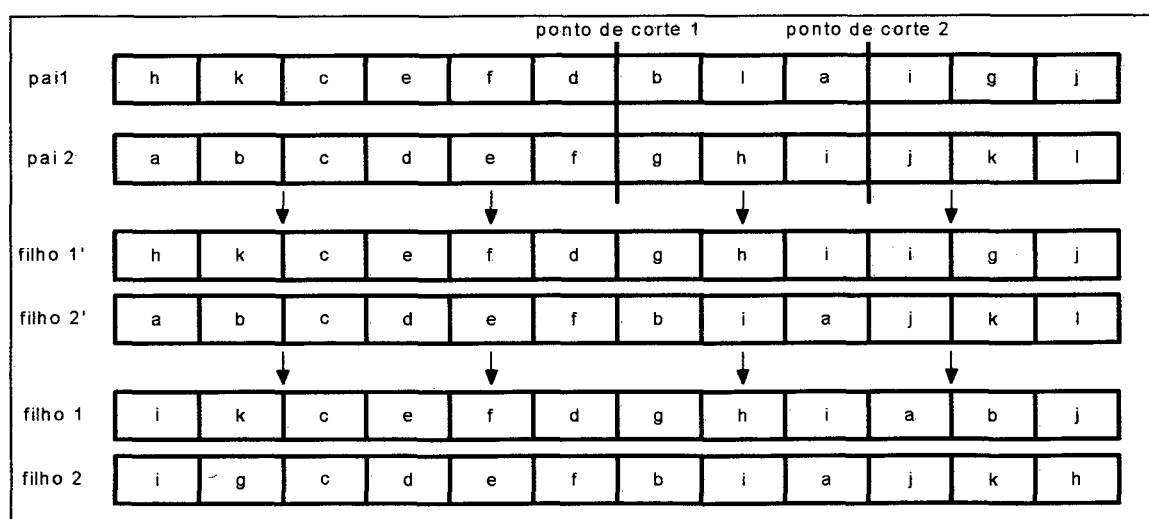 ponto de corte 1 ponto de corte 2
pai1 h k c e f d b l a i g j
pai 2 a b c d e f g h i j k l
filho 1' h k c e f d g h i i g j
filho 2' a b c d e f b i a j k l
filho 1 i k c e f d g h i a b j
filho 2 i g c d e f b i a j k h